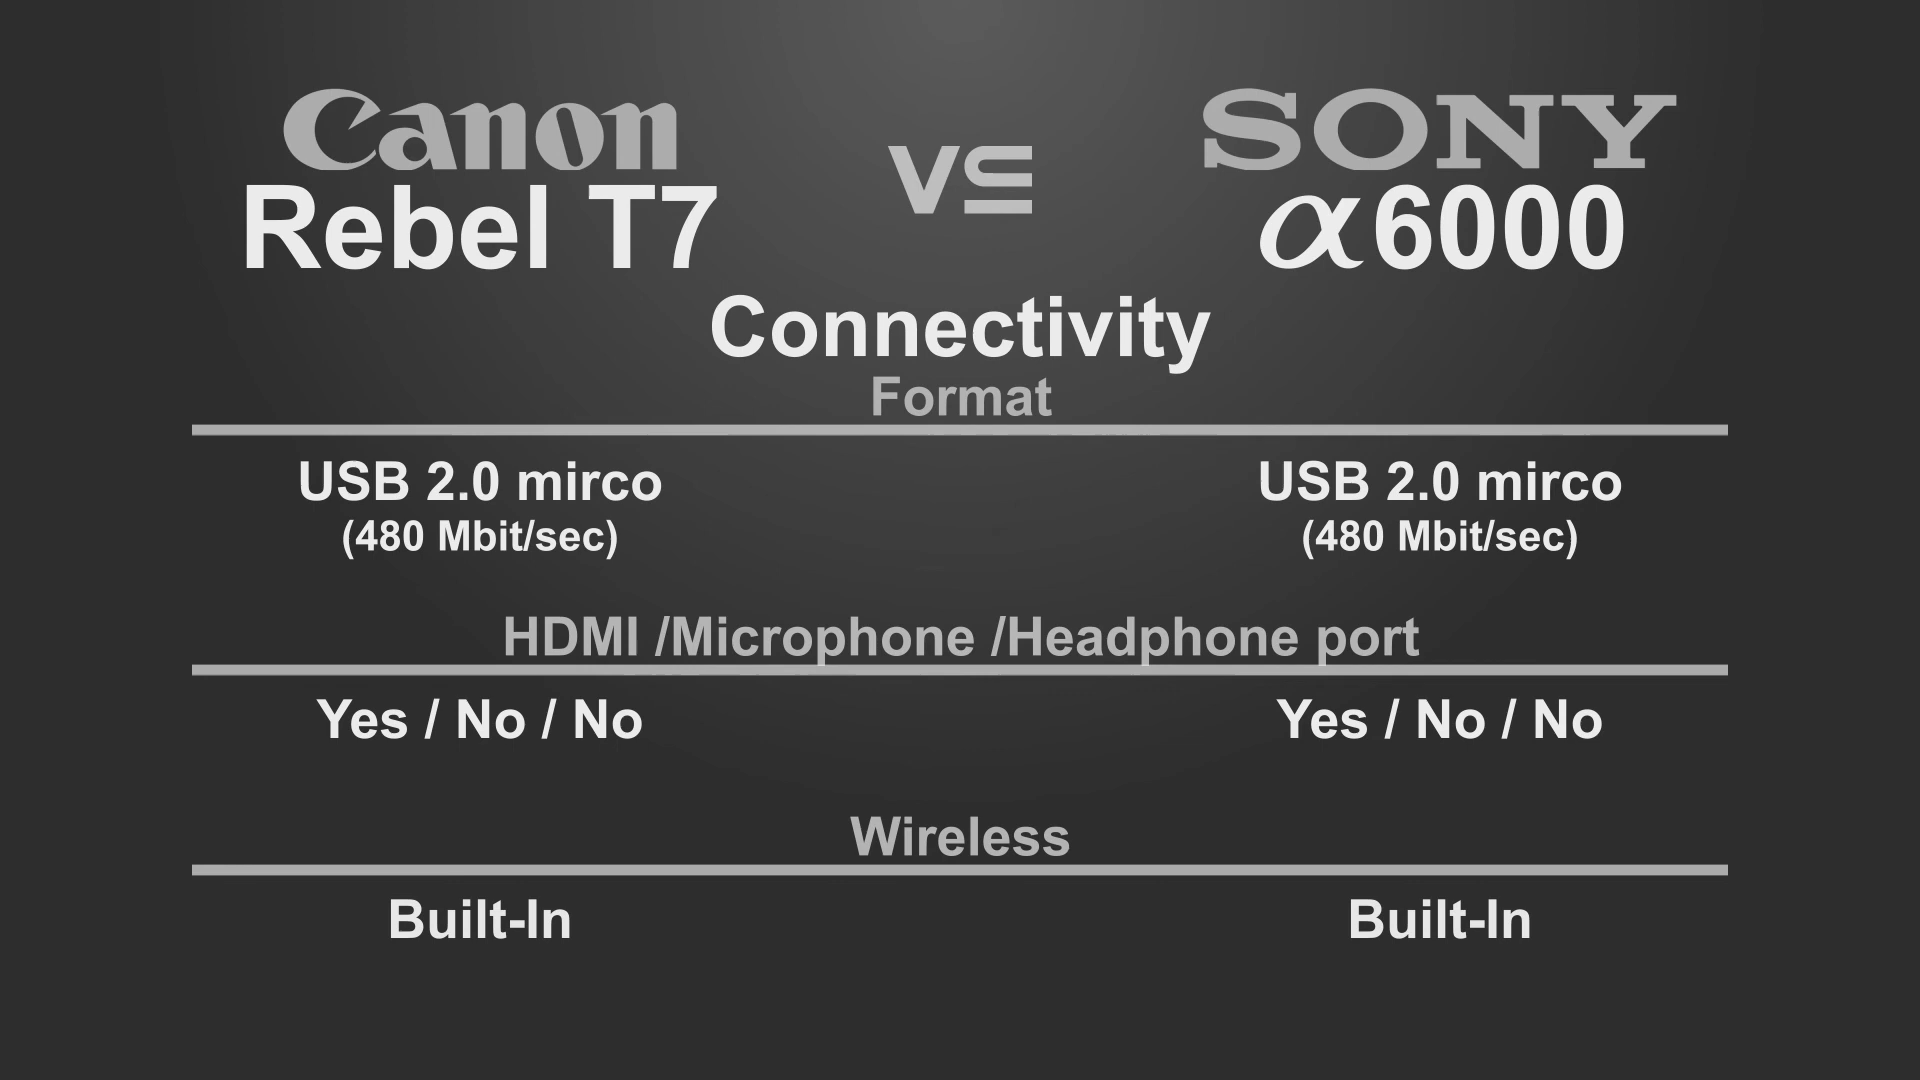 Canon VS SONY
Rebel T7 α6000
Connectivity
Format
USB 2.0 mirco USB 2.0 mirco
(480 Mbit/sec) (480 Mbit/sec)
HDMI /Microphone /Headphone port
Yes / No / No Yes / No / No
Wireless
Built-In Built-In